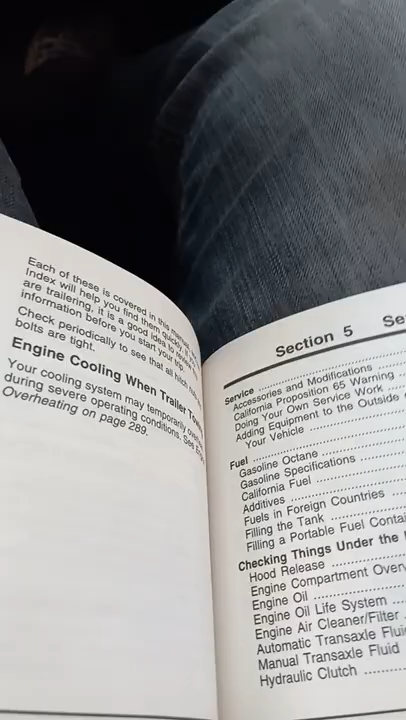 Each of these is covered in this
Index will help you find them quickly. If
are trailering, it is a good idea to review
information before you start your trip.
Check periodically to see that all hitch
bolts are tight.
Engine Cooling When Trailer
Your cooling system may temporarily
during severe operating conditions. See
Overheating on page 289.
Section 5
Service
Accessories and Modifications
California Proposition 65 Warning
Doing Your Own Service Work
Adding Equipment to the Outside
Your Vehicle
Fuel
Gasoline Octane
Gasoline Specifications
California Fuel
Additives
Fuels in Foreign Countries
Filling the Tank
Filling a Portable Fuel
Checking Things Under the
Hood Release
Engine Compartment
Engine Oil
Engine Oil Life System
Engine Air Cleaner/Filter
Automatic Transaxle
Manual Transaxle Fluid
Hydraulic Clutch